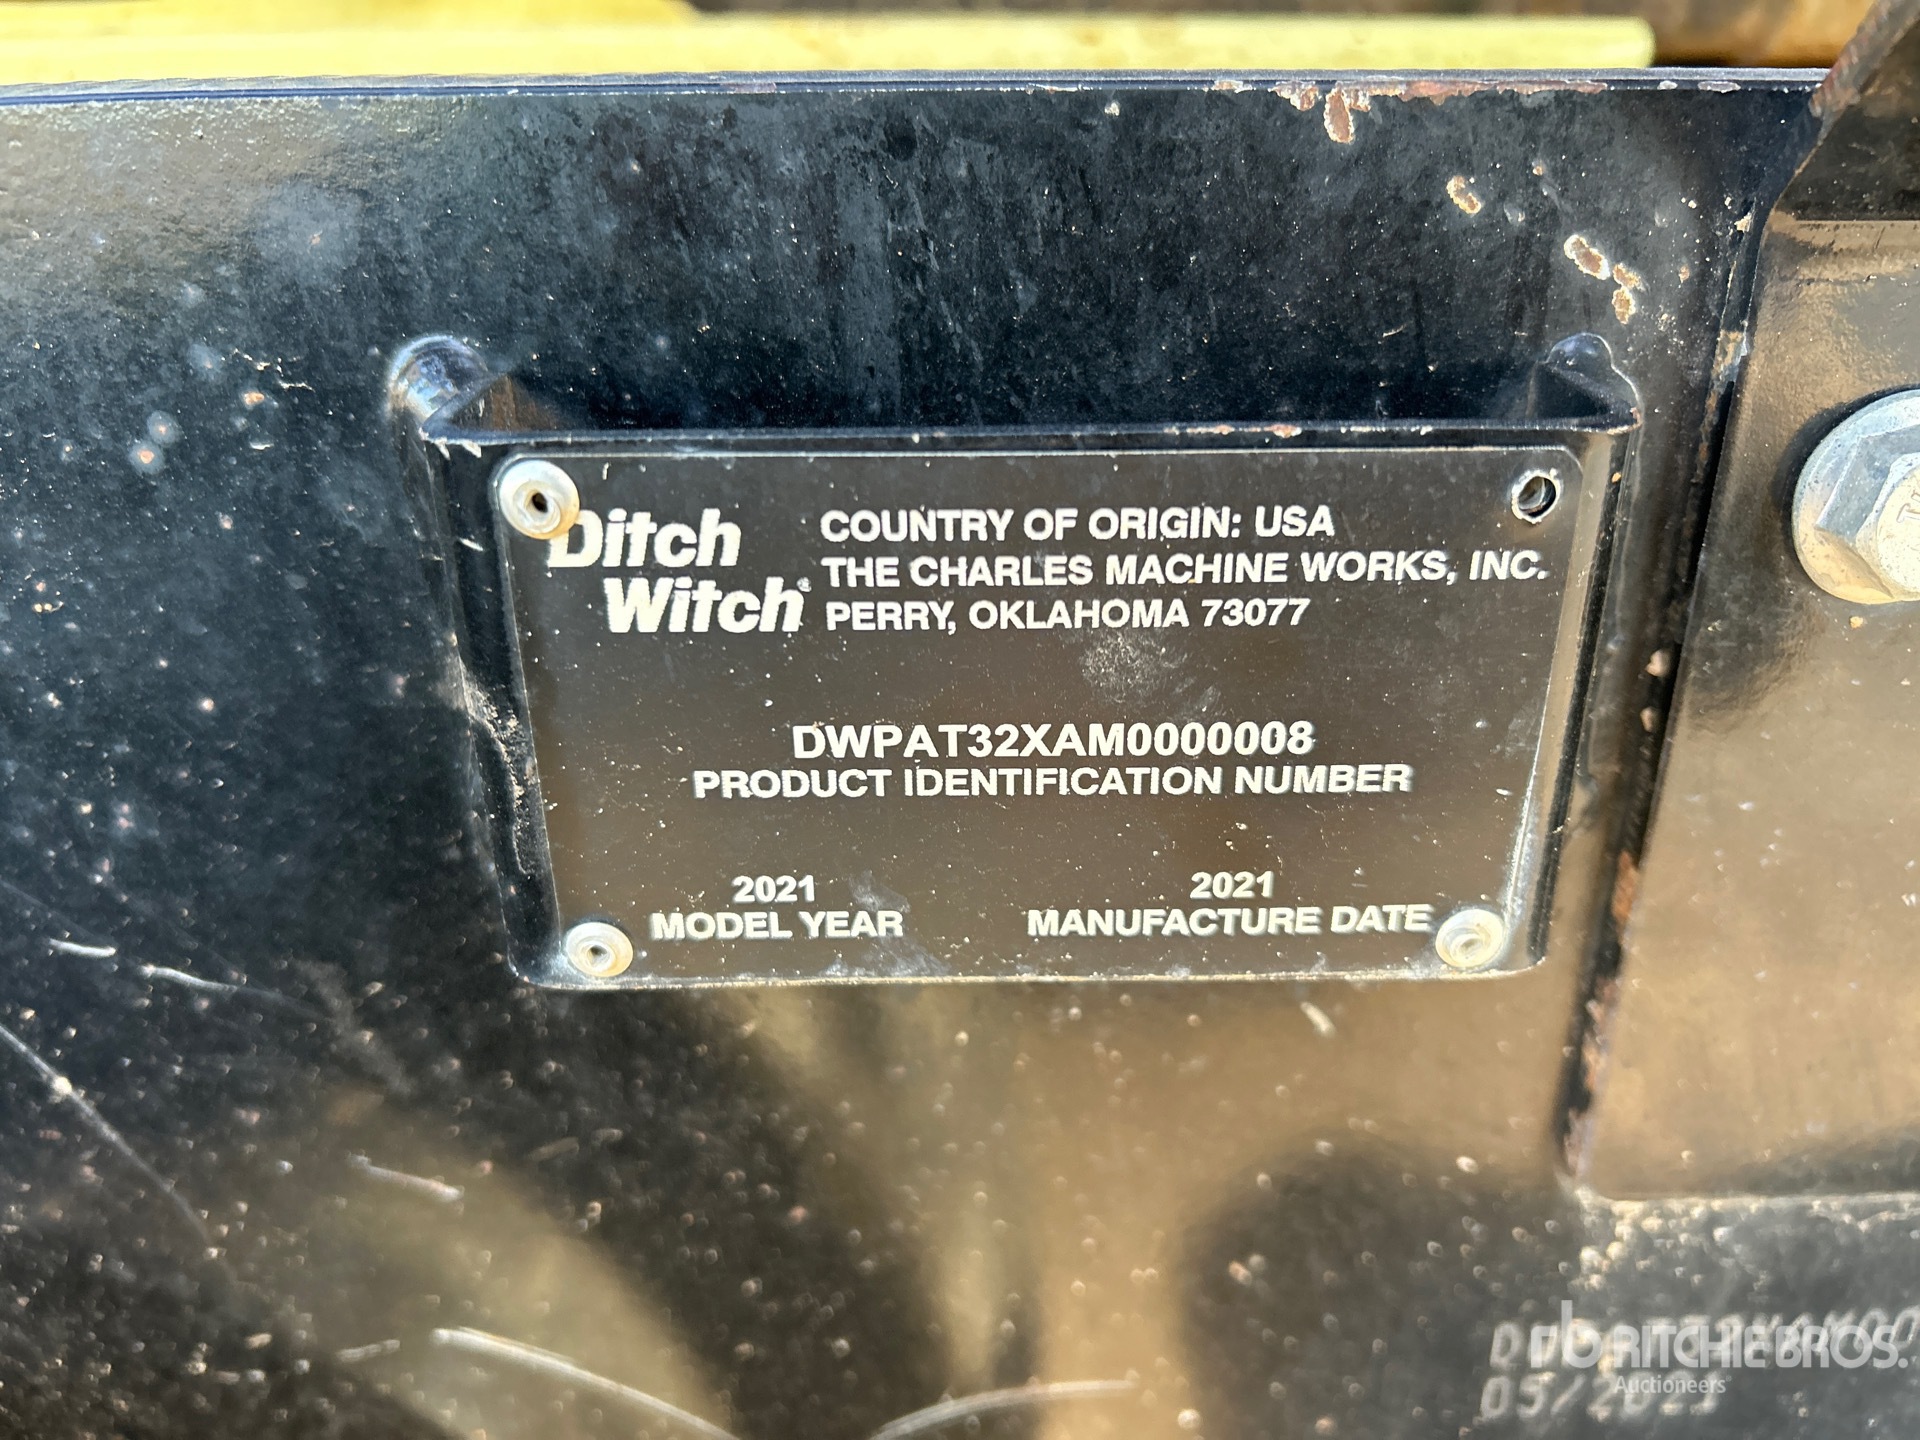 Ditch
Witch®
COUNTRY OF ORIGIN: USA
THE CHARLES MACHINE WORKS, INC.
PERRY, OKLAHOMA 73077
DWPAT32XAM0000008
PRODUCT IDENTIFICATION NUMBER
2021
MODEL YEAR
2021
MANUFACTURE DATE
rb RITCHIE BROS.
Auctioneers